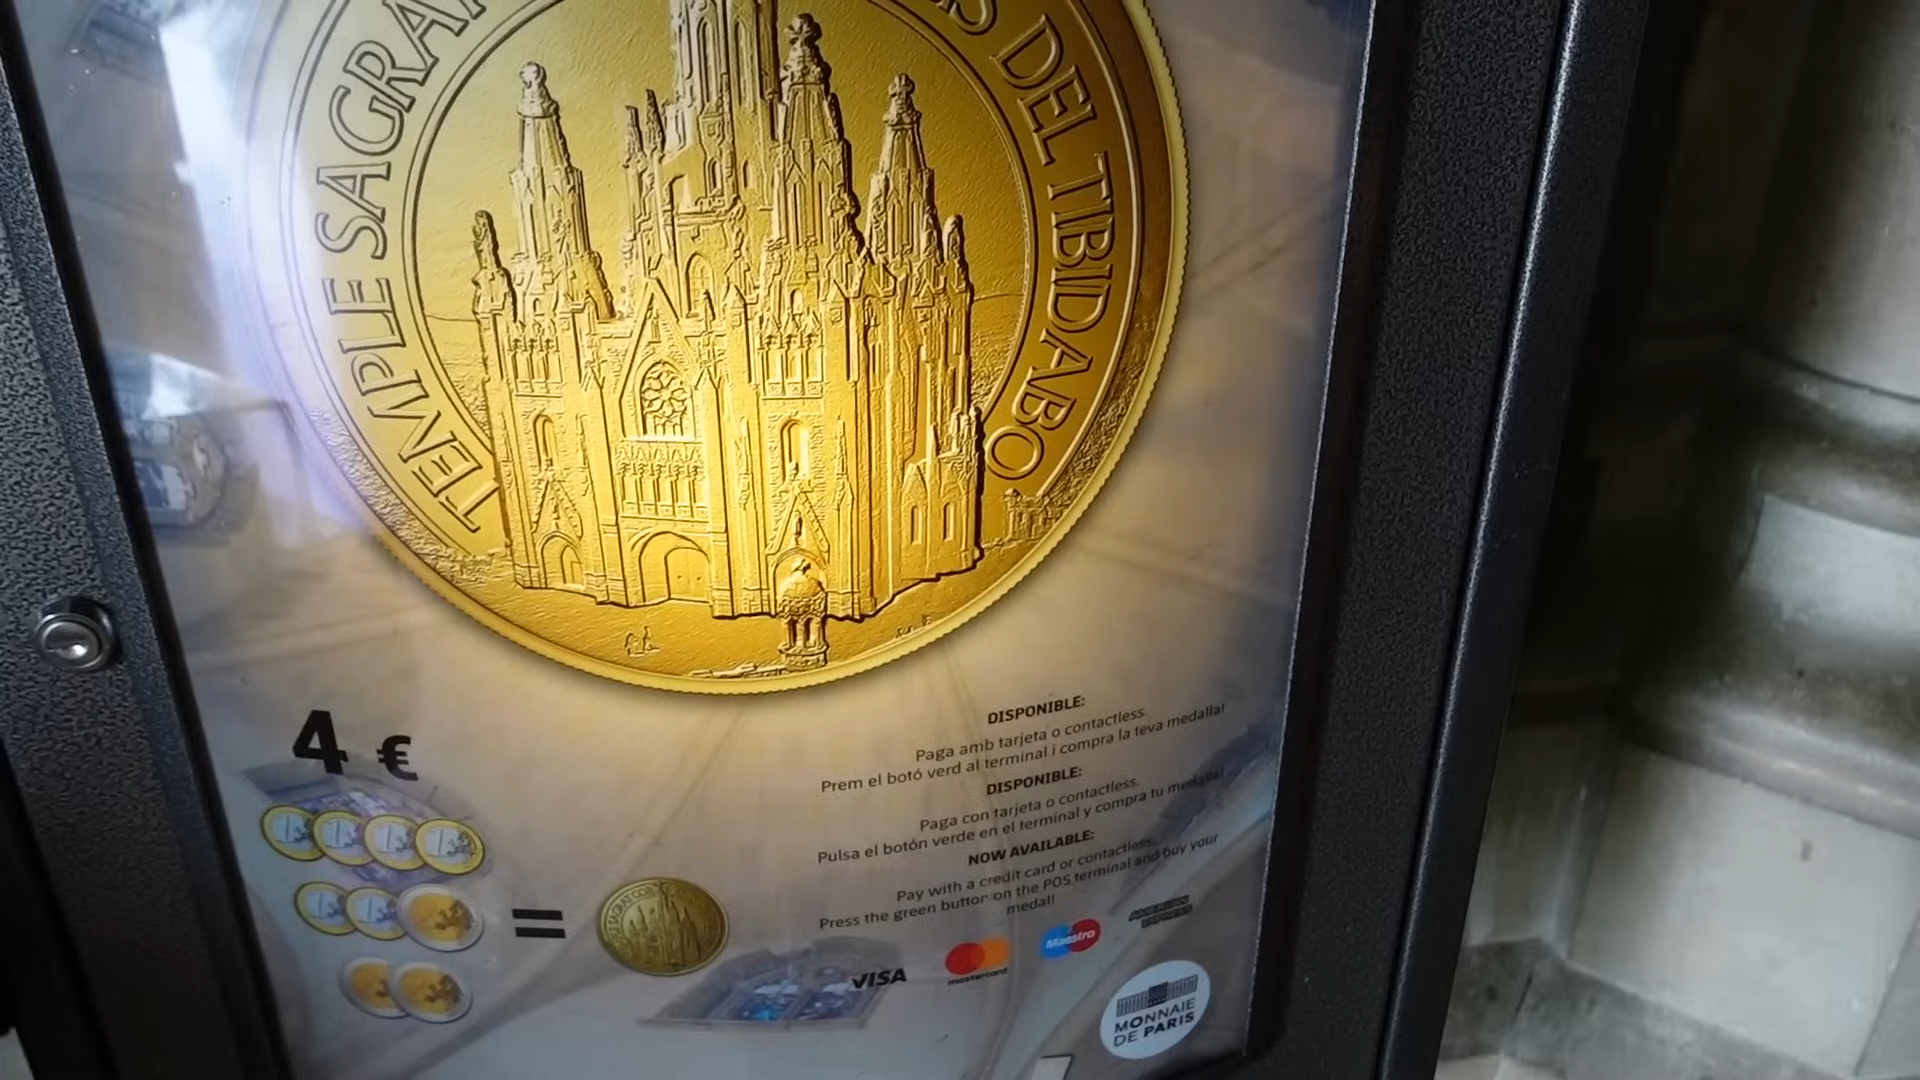 TEMPLE SAGRA
S DEL TIBIDABO
4 €
DISPONIBLE:
Paga amb tarjeta o contactless.
Prem el botó verd al terminal i compra la teva medalla!
DISPONIBLE:
Paga con tarjeta o contactless.
Pulsa el botón verde en el terminal y compra tu medalla!
NOW AVAILABLE:
Pay with a credit card or contactless.
Press the green button on the POS terminal and buy your
medal!
=
VISA
mastercard
Maestro
AMERICAN
EXPRESS
MONNAIE
DE PARIS